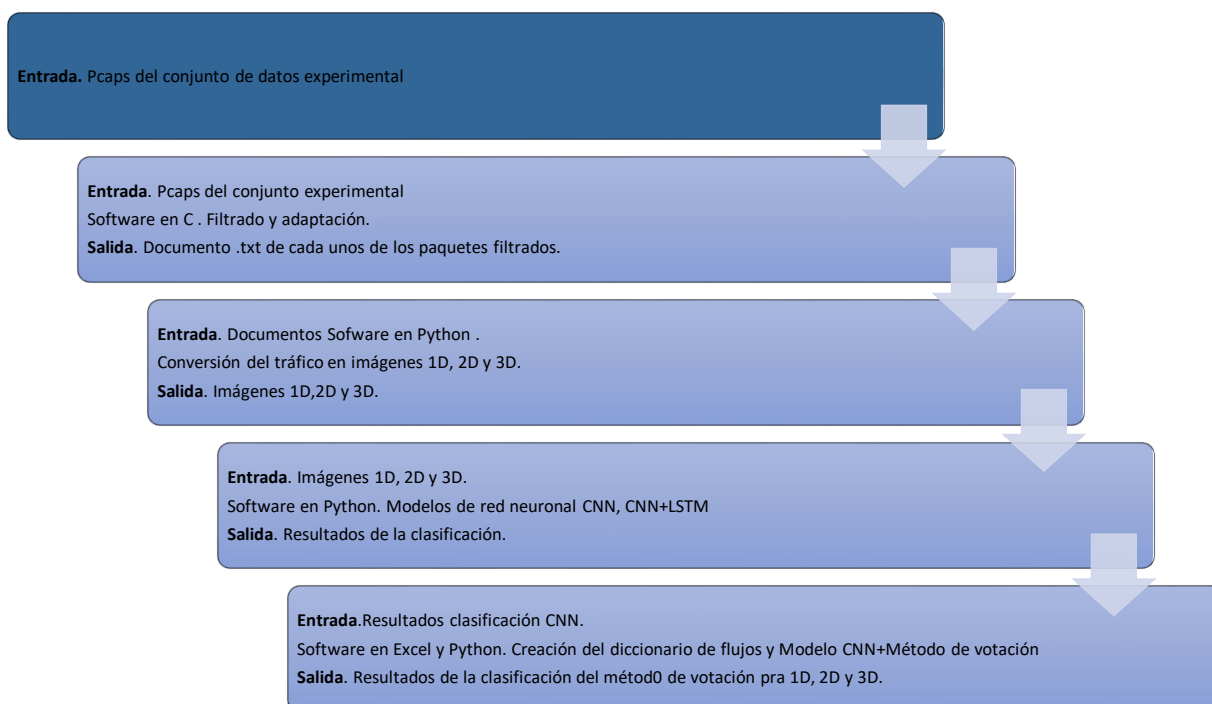 Entrada. Pcaps del conjunto de datos experimental
Entrada. Pcaps del conjunto experimental
Software en C . Filtrado y adaptación.
Salida. Documento .txt de cada unos de los paquetes filtrados.
Entrada. Documentos Sofware en Python .
Conversión del tráfico en imágenes 1D, 2D y 3D.
Salida. Imágenes 1D,2D y 3D.
Entrada. Imágenes 1D, 2D y 3D.
Software en Python. Modelos de red neuronal CNN, CNN+LSTM
Salida. Resultados de la clasificación.
Entrada.Resultados clasificación CNN.
Software en Excel y Python. Creación del diccionario de flujos y Modelo CNN+Método de votación
Salida. Resultados de la clasificación del métod0 de votación pra 1D, 2D y 3D.